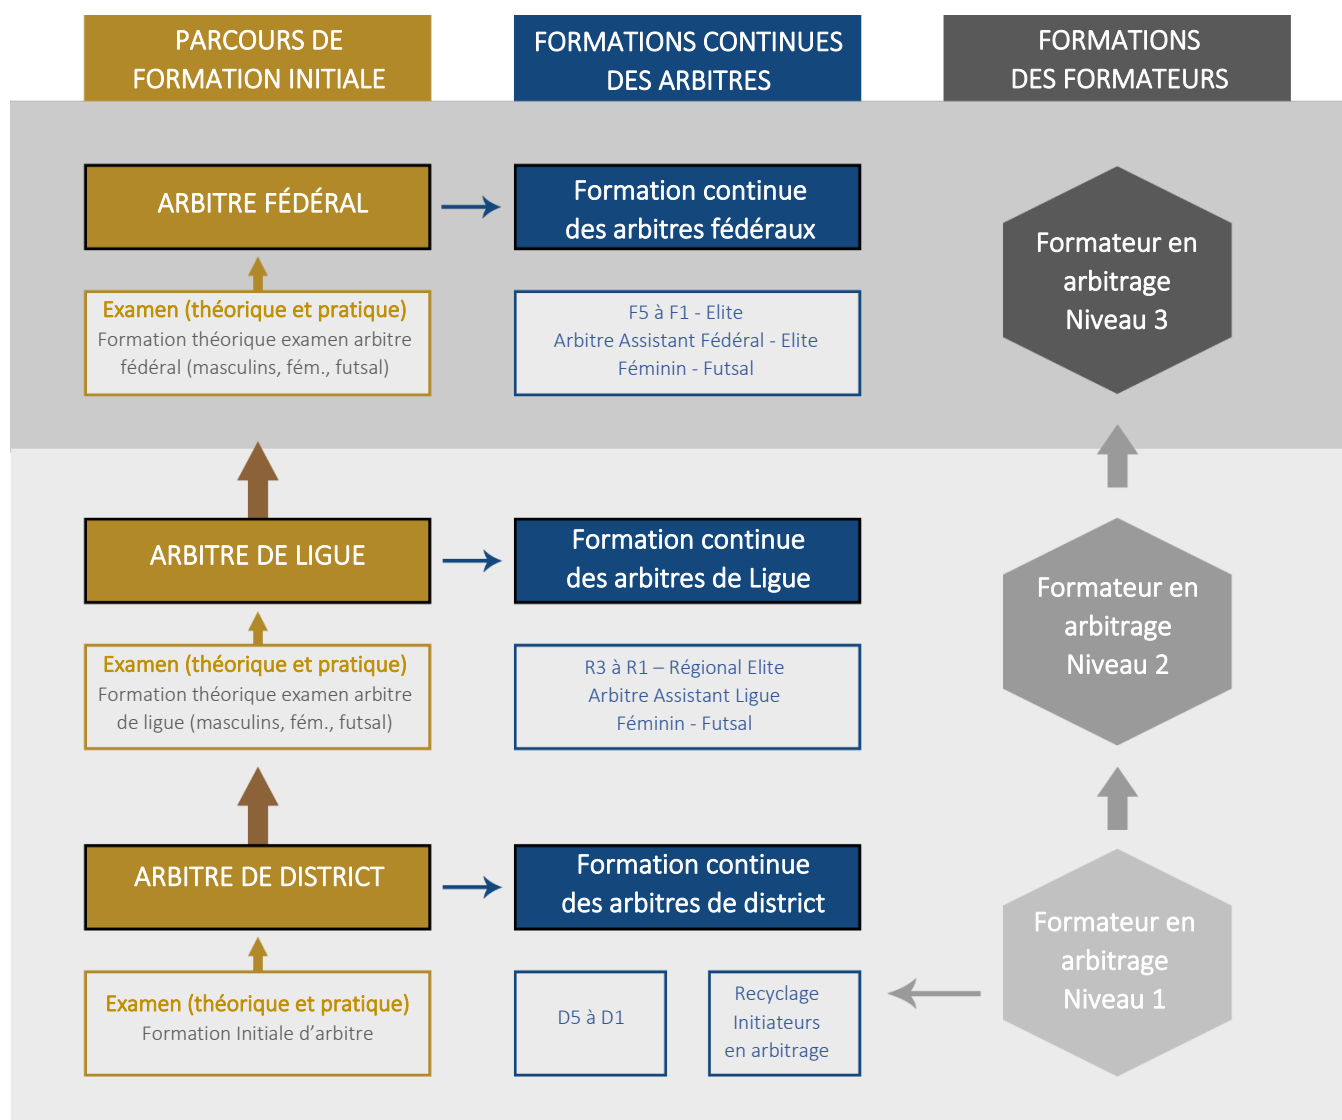 PARCOURS DE
FORMATION INITIALE
FORMATIONS CONTINUES
DES ARBITRES
FORMATIONS
DES FORMATEURS
ARBITRE FÉDÉRAL
Formation continue
des arbitres fédéraux
Examen (théorique et pratique)
Formation théorique examen arbitre
fédéral (masculins, fém., futsal)
F5 à F1 - Elite
Arbitre Assistant Fédéral - Elite
Féminin - Futsal
Formateur en
arbitrage
Niveau 3
ARBITRE DE LIGUE
Formation continue
des arbitres de Ligue
Examen (théorique et pratique)
Formation théorique examen arbitre
de ligue (masculins, fém., futsal)
R3 à R1 – Régional Elite
Arbitre Assistant Ligue
Féminin - Futsal
Formateur en
arbitrage
Niveau 2
ARBITRE DE DISTRICT
Formation continue
des arbitres de district
Examen (théorique et pratique)
Formation Initiale d’arbitre
D5 à D1
Recyclage
Initiateurs
en arbitrage
Formateur en
arbitrage
Niveau 1